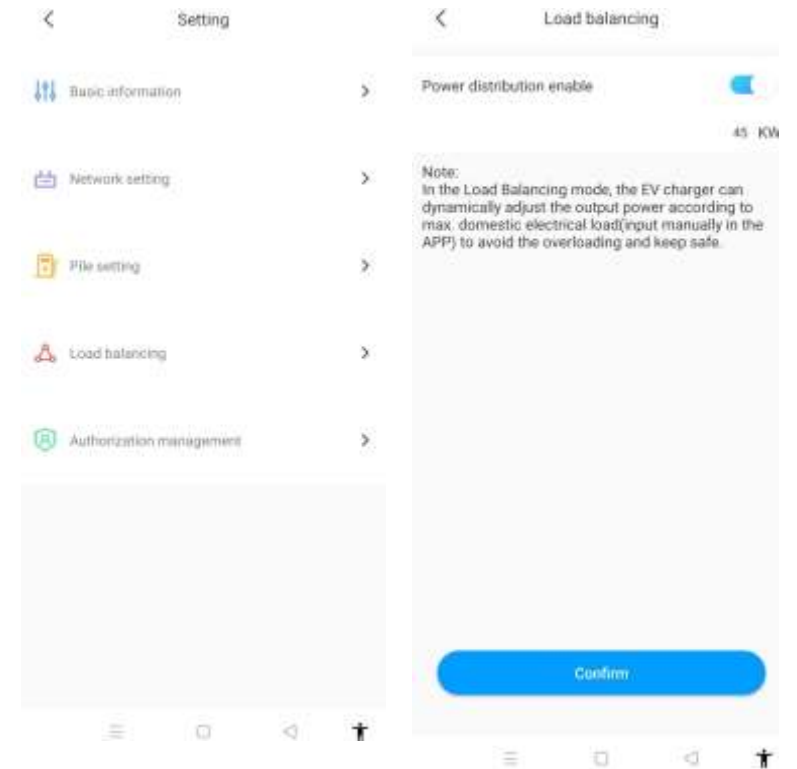 Setting
Basic information
Network setting
Pile setting
Load balancing
Authorization management
Load balancing
Power distribution enable
45 KW
Note:
In the Load Balancing mode, the EV charger can
dynamically adjust the output power according to
max. domestic electrical load(input manually in the
APP) to avoid the overloading and keep safe.
Confirm